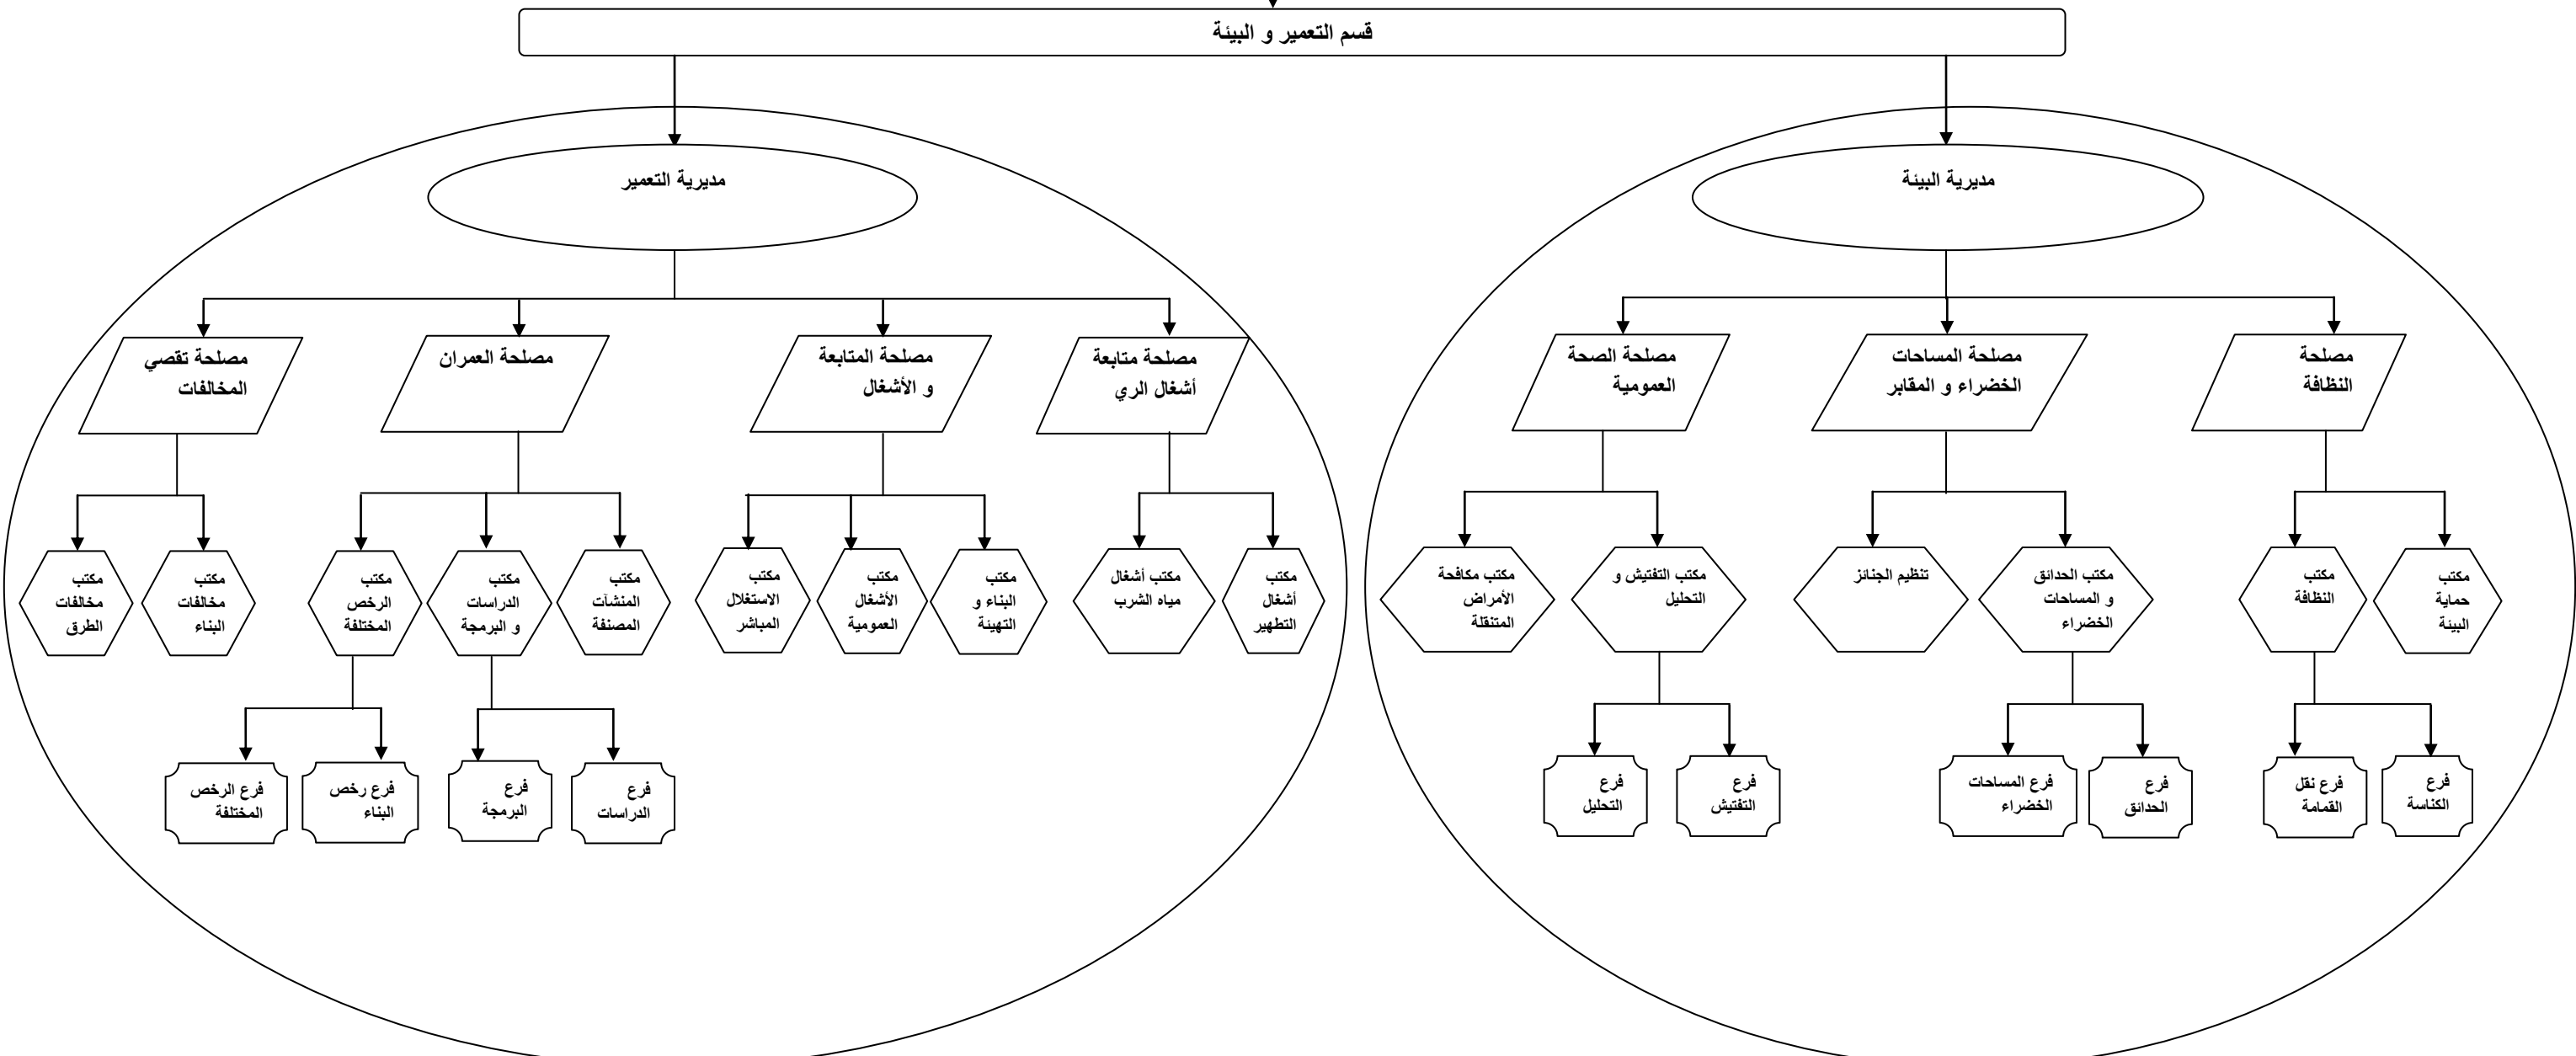 قسم التعمير و البيئة
مديرية البيئة
مديرية التعمير
مصلحة
النظافة
مصلحة المساحات
الخضراء و المقابر
مصلحة الصحة
العمومية
مصلحة متابعة
أشغال الري
مصلحة المتابعة
و الأشغال
مصلحة العمران
مصلحة تقصي
المخالفات
مكتب
حماية
البيئة
مكتب
النظافة
مكتب الحدائق
و المساحات
الخضراء
تنظيم الجنائز
مكتب التفتيش و
التحليل
مكتب مكافحة
الأمراض
المتنقلة
مكتب
أشغال
التطهير
مكتب أشغال
مياه الشرب
مكتب
البناء و
التهيئة
مكتب
الأشغال
العمومية
مكتب
الاستغلال
المباشر
مكتب
المنشآت
المصنفة
مكتب
الدراسات
و البرمجة
مكتب
الرخص
المختلفة
مكتب
مخالفات
البناء
مكتب
مخالفات
الطرق
فرع
الكناسة
فرع نقل
القمامة
فرع
الحدائق
فرع المساحات
الخضراء
فرع
التفتيش
فرع
التحليل
فرع
الدراسات
فرع
البرمجة
فرع رخص
البناء
فرع الرخص
المختلفة